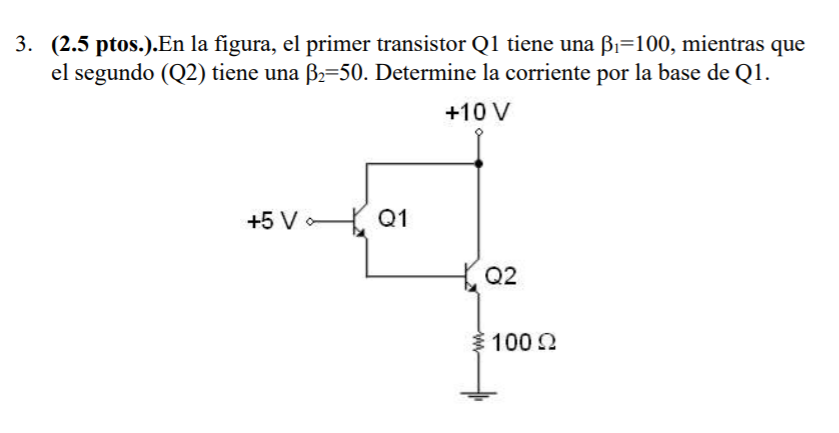 3. (2.5 ptos.).En la figura, el primer transistor Q1 tiene una β₁=100, mientras que
el segundo (Q2) tiene una β₂=50. Determine la corriente por la base de Q1.
+10 V
+5 V
Q1
Q2
100 Ω